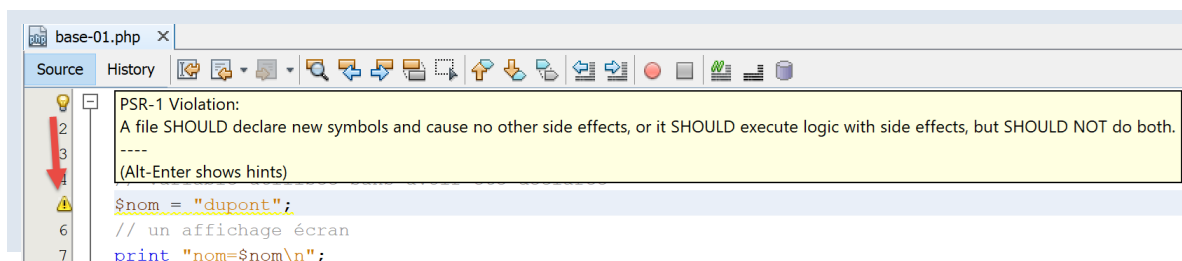 base-01.php
Source History
PSR-1 Violation:
2 A file SHOULD declare new symbols and cause no other side effects, or it SHOULD execute logic with side effects, but SHOULD NOT do both.
3 ----
4 (Alt-Enter shows hints)
$nom = "dupont";
6 // un affichage écran
7 print "nom=$nom\n";